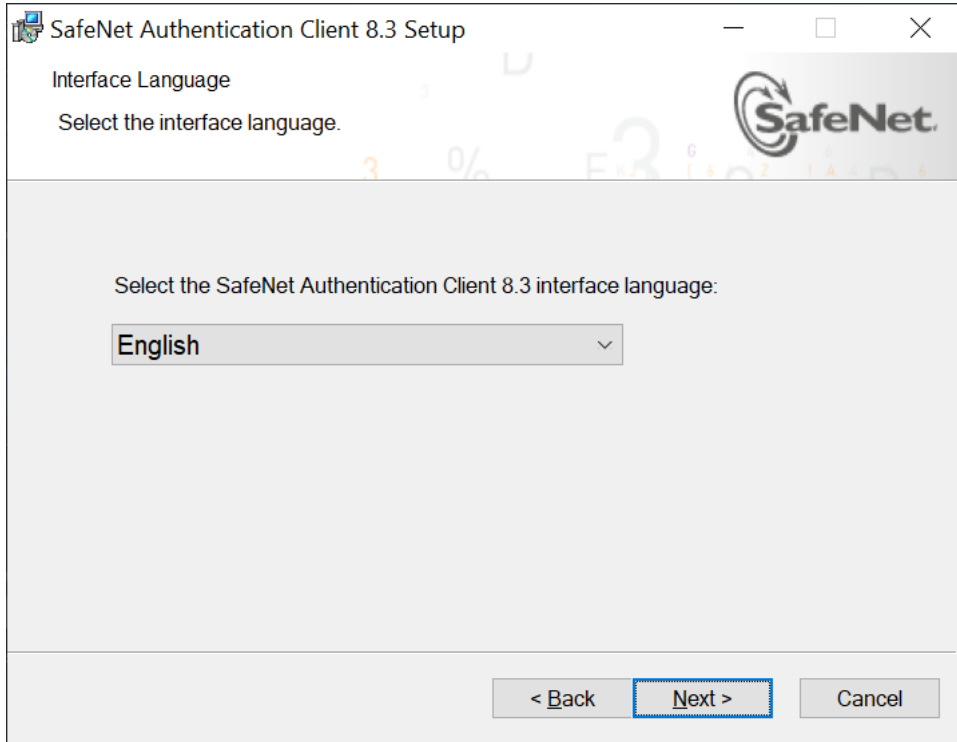 SafeNet Authentication Client 8.3 Setup
Interface Language
Select the interface language.
SafeNet.
Select the SafeNet Authentication Client 8.3 interface language:
English
< Back
Next >
Cancel